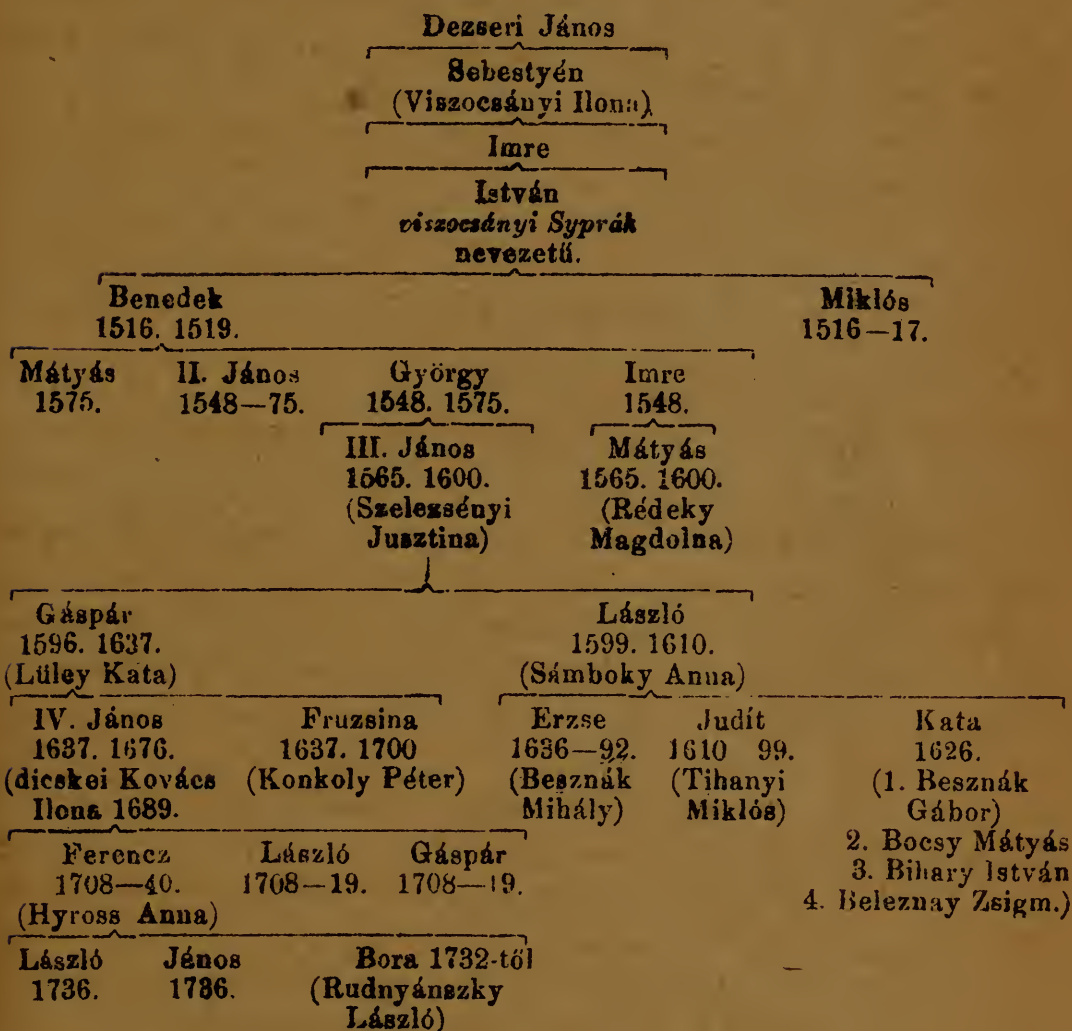 Dezseri János
Sebestyén
(Viszocsányi Ilona)
Imre
István
viszocsányi Syprák
nevezetű.
Benedek Miklós
1516. 1519. 1516—17.
Mátyás II. János György Imre
1575. 1548—75. 1548. 1575. 1548.
III. János Mátyás
1565. 1600. 1565. 1600.
(Szelezsényi (Rédeky
Jusztina) Magdolna)
Gáspár László
1596. 1637. 1599. 1610.
(Lüley Kata) (Sámboky Anna)
IV. János Fruzsina Erzse Judít Kata
1637. 1676. 1637. 1700 1636—92. 1610 99. 1626.
(dicskei Kovács (Konkoly Péter) (Besznák (Tihanyi (1. Besznák
Ilona 1689. Mihály) Miklós) Gábor)
2. Bocsy Mátyás
Ferencz László Gáspár 3. Bihary István
1708—40. 1708—19. 1708—19. 4. Beleznay Zsigm.)
(Hyross Anna)
László János Bora 1732-től
1736. 1736. (Rudnyánszky
László)